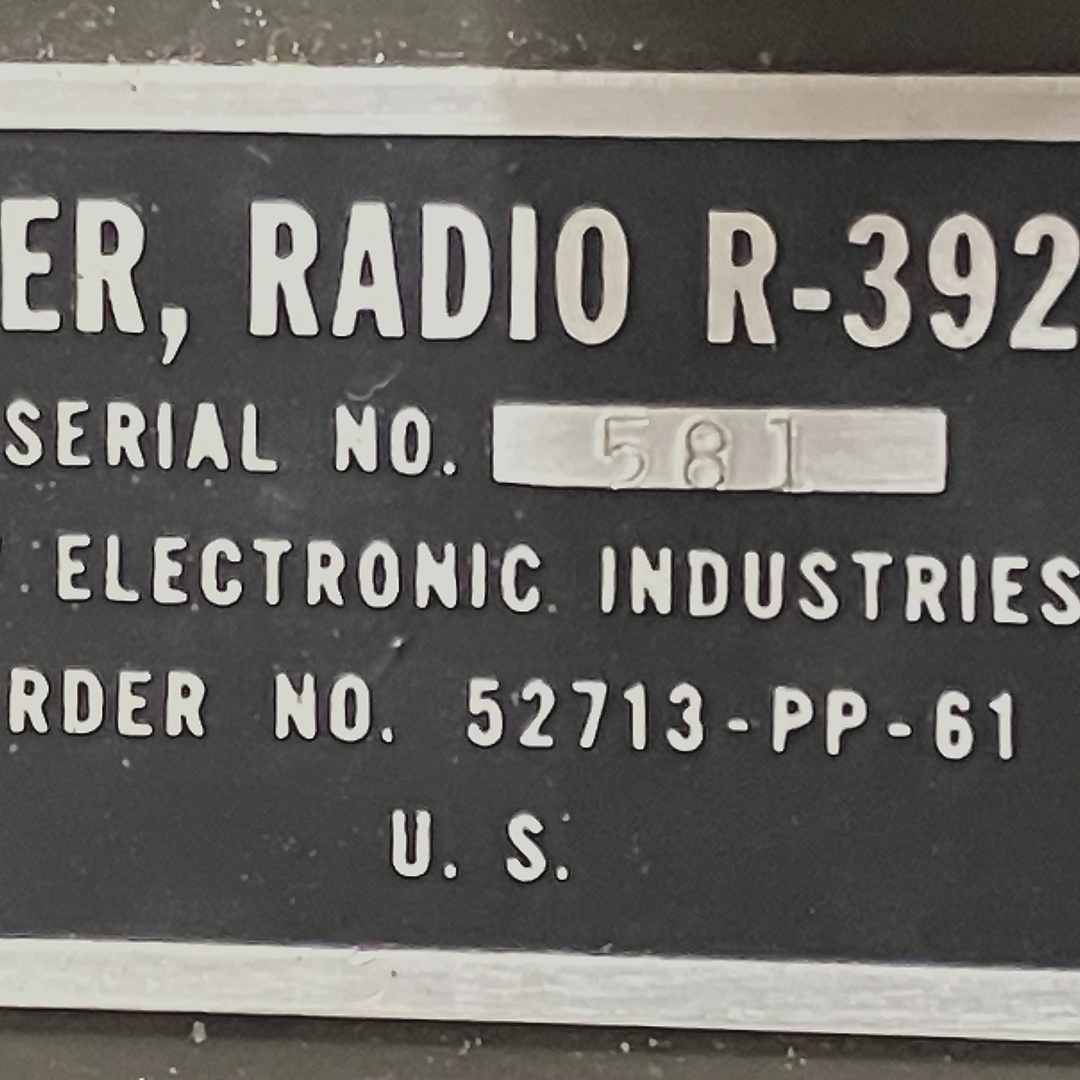 ER, RADIO R-392
SERIAL NO. 581
ELECTRONIC INDUSTRIES
RDER NO. 52713-PP-61
U. S.